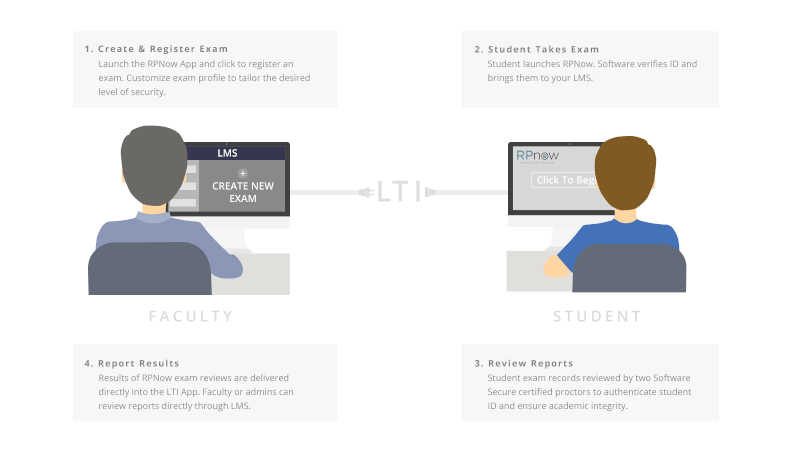 1. Create & Register Exam
Launch the RPNow App and click to register an
exam. Customize exam profile to tailor the desired
level of security.
2. Student Takes Exam
Student launches RPNow. Software verifies ID and
brings them to your LMS.
LMS
CREATE NEW
EXAM
LTI
RPnow
Click To Beg
FACULTY
STUDENT
4. Report Results
Results of RPNow exam reviews are delivered
directly into the LTI App. Faculty or admins can
review reports directly through LMS.
3. Review Reports
Student exam records reviewed by two Software
Secure certified proctors to authenticate student
ID and ensure academic integrity.